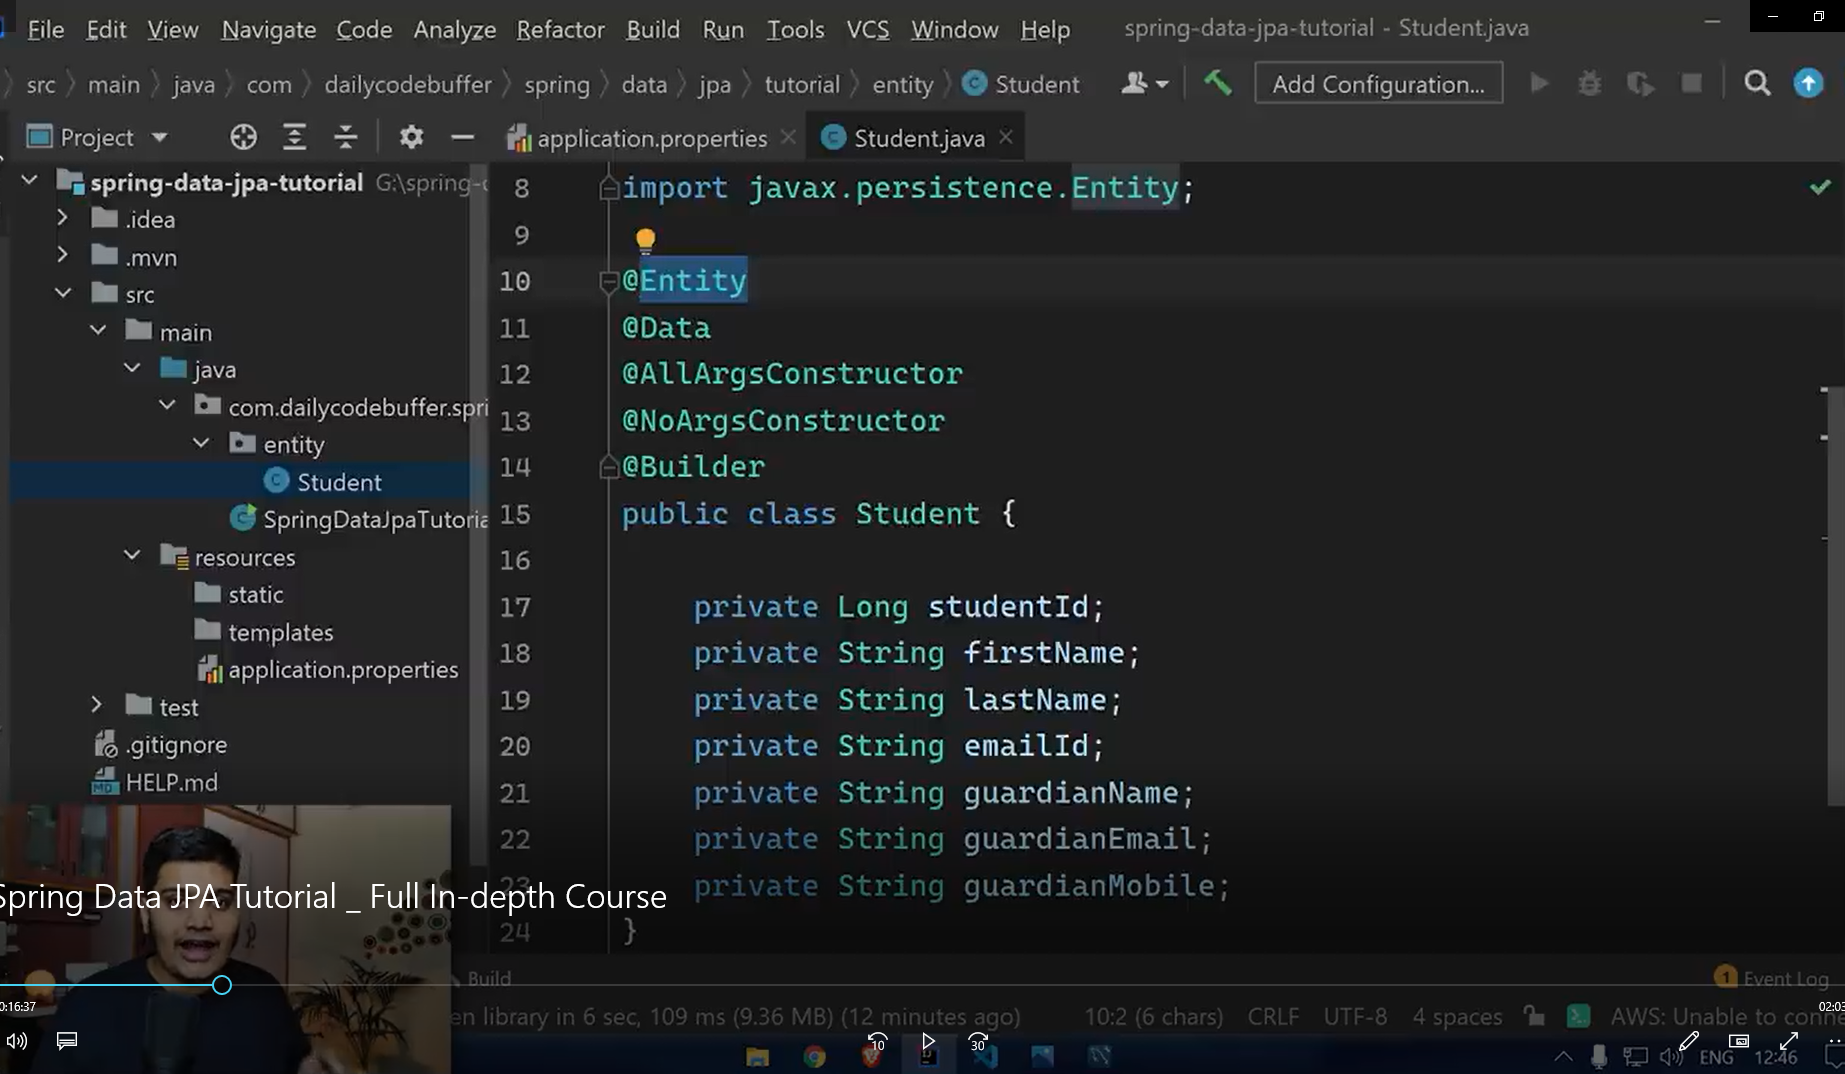 File Edit View Navigate Code Analyze Refactor Build Run Tools VCS Window Help spring-data-jpa-tutorial - Student.java
src main java com dailycodebuffer spring data jpa tutorial entity Student Add Configuration...
Project application.properties Student.java
spring-data-jpa-tutorial G:\spring-
.idea
.mvn
src
main
java
com.dailycodebuffer.spri
entity
Student
SpringDataJpaTutoria
resources
static
templates
application.properties
test
.gitignore
HELP.md
8 import javax.persistence.Entity;
9
10 @Entity
11 @Data
12 @AllArgsConstructor
13 @NoArgsConstructor
14 @Builder
15 public class Student {
16
17 private Long studentId;
18 private String firstName;
19 private String lastName;
20 private String emailId;
21 private String guardianName;
22 private String guardianEmail;
23 private String guardianMobile;
24 }
Spring Data JPA Tutorial _ Full In-depth Course
Build 1 Event Log
0:16:37 02:03
en library in 6 sec, 109 ms (9.36 MB) (12 minutes ago) 10:2 (6 chars) CRLF UTF-8 4 spaces AWS: Unable to conne
10 30
ENG 12:46